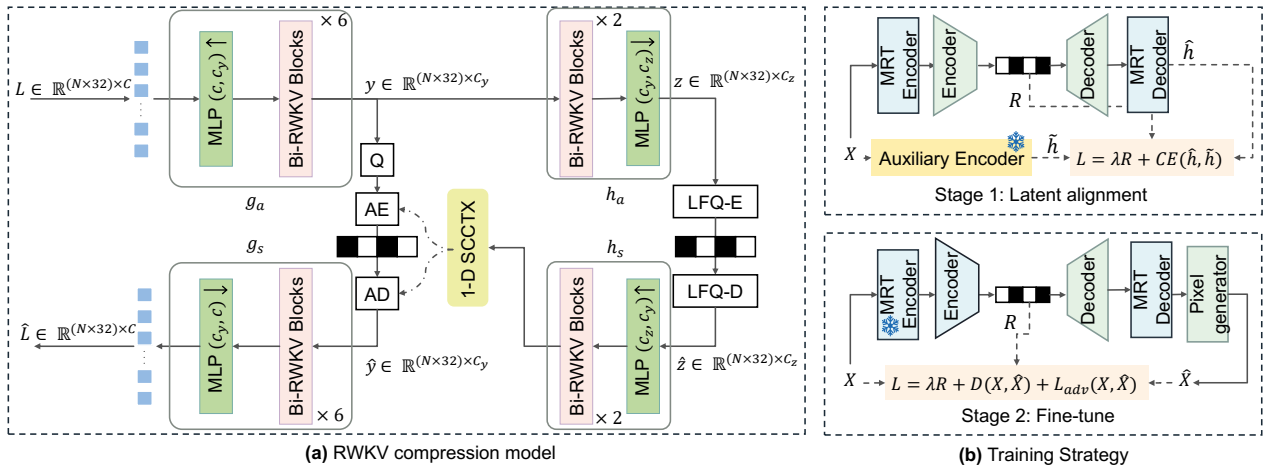 L ∈ ℝ^{(N×32)×C}
MLP (c, c_y) ↑
Bi-RWKV Blocks
× 6
g_a
y ∈ ℝ^{(N×32)×C_y}
Bi-RWKV Blocks
MLP (c_y, c_z) ↓
× 2
h_a
z ∈ ℝ^{(N×32)×C_z}
Q
AE
AD
1-D SCCTX
LFQ-E
LFQ-D
g_s
MLP (c_y, c) ↓
Bi-RWKV Blocks
× 6
L̂ ∈ ℝ^{(N×32)×C}
ŷ ∈ ℝ^{(N×32)×C_y}
h_s
Bi-RWKV Blocks
MLP (c_z, c_y) ↑
× 2
ẑ ∈ ℝ^{(N×32)×C_z}
(a) RWKV compression model
MRT Encoder
Encoder
Decoder
MRT Decoder
ĥ
R
X
Auxiliary Encoder
h̃
L = λR + CE(ĥ, h̃)
Stage 1: Latent alignment
MRT Encoder
Encoder
Decoder
MRT Decoder
Pixel generator
R
X
L = λR + D(X, X̂) + L_{adv}(X, X̂)
X̂
Stage 2: Fine-tune
(b) Training Strategy